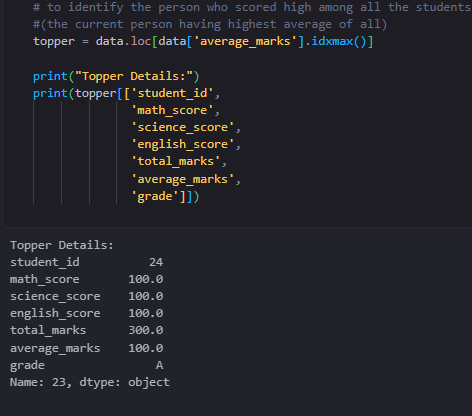 # to identify the person who scored high among all the students
#(the current person having highest average of all)
topper = data.loc[data['average_marks'].idxmax()]

print("Topper Details:")
print(topper[['student_id',
              'math_score',
              'science_score',
              'english_score',
              'total_marks',
              'average_marks',
              'grade']])

Topper Details:
student_id          24
math_score       100.0
science_score    100.0
english_score    100.0
total_marks      300.0
average_marks    100.0
grade                A
Name: 23, dtype: object